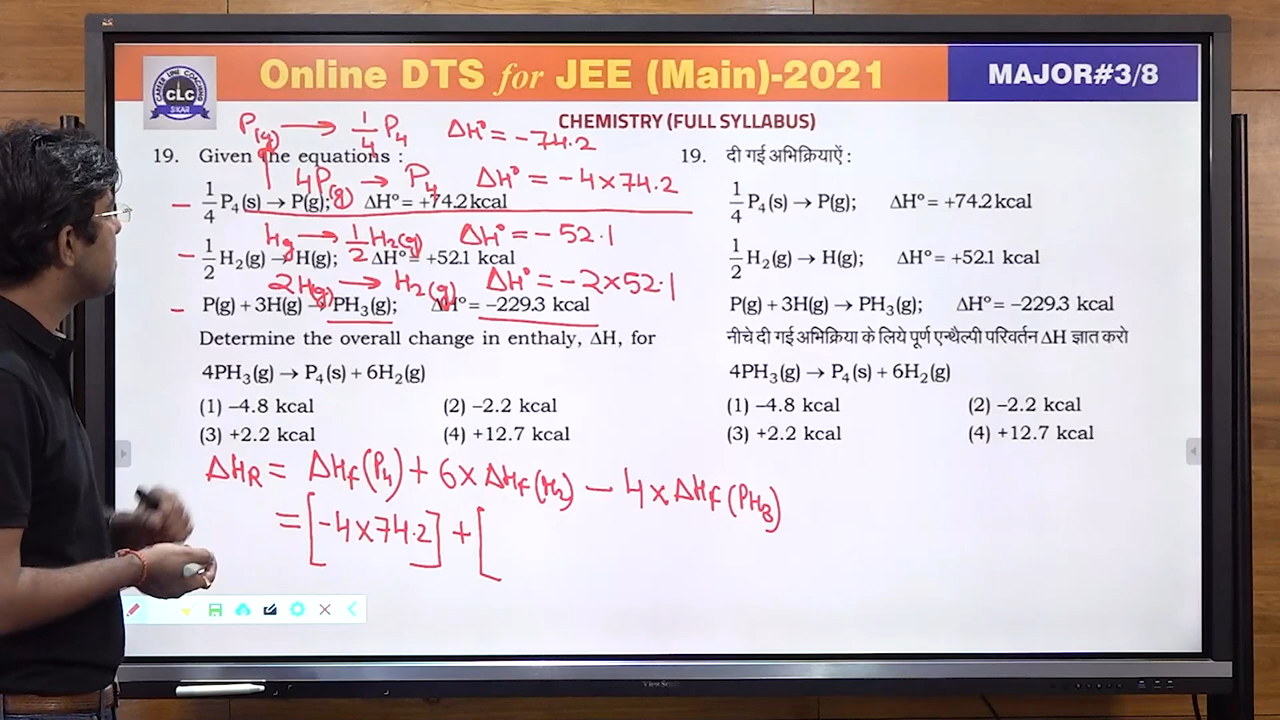 Online DTS for JEE (Main)-2021
MAJOR#3/8
CAREER LINE COACHING
CLC
SIKAR
CHEMISTRY (FULL SYLLABUS)
P(g) → 1/4 P4 ΔH° = -74.2
19. Given the equations :
4P(g) → P4 ΔH° = -4×74.2
1/4 P4(s) → P(g); ΔH° = +74.2 kcal
Hg → 1/2 H2(g) ΔH° = -52.1
1/2 H2(g) → H(g); ΔH° = +52.1 kcal
2H(g) → H2(g) ΔH° = -2×52.1
P(g) + 3H(g) → PH3(g); ΔH° = –229.3 kcal
Determine the overall change in enthaly, ΔH, for
4PH3(g) → P4(s) + 6H2(g)
(1) –4.8 kcal (2) –2.2 kcal
(3) +2.2 kcal (4) +12.7 kcal
19. दी गई अभिक्रियाऐं :
1/4 P4(s) → P(g); ΔH° = +74.2 kcal
1/2 H2(g) → H(g); ΔH° = +52.1 kcal
P(g) + 3H(g) → PH3(g); ΔH° = –229.3 kcal
नीचे दी गई अभिक्रिया के लिये पूर्ण एन्थैल्पी परिवर्तन ΔH ज्ञात करो
4PH3(g) → P4(s) + 6H2(g)
(1) –4.8 kcal (2) –2.2 kcal
(3) +2.2 kcal (4) +12.7 kcal
ΔHR = ΔHf(P4) + 6×ΔHf(H2) – 4×ΔHf(PH3)
= [-4×74.2] + [
ViewSonic